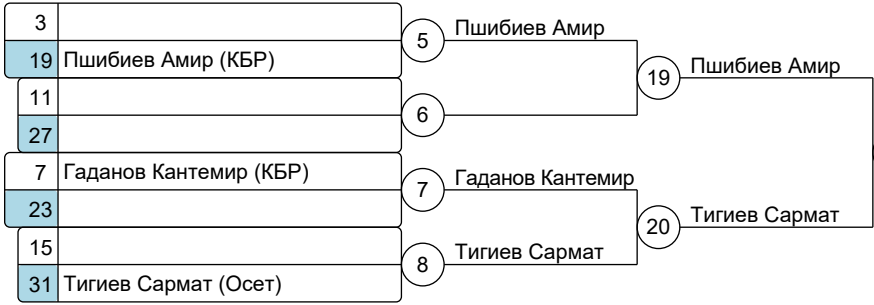 3
5 Пшибиев Амир
19 Пшибиев Амир (КБР)
19 Пшибиев Амир
11
6
27
7 Гаданов Кантемир (КБР)
7 Гаданов Кантемир
23
20 Тигиев Сармат
15
8 Тигиев Сармат
31 Тигиев Сармат (Осет)